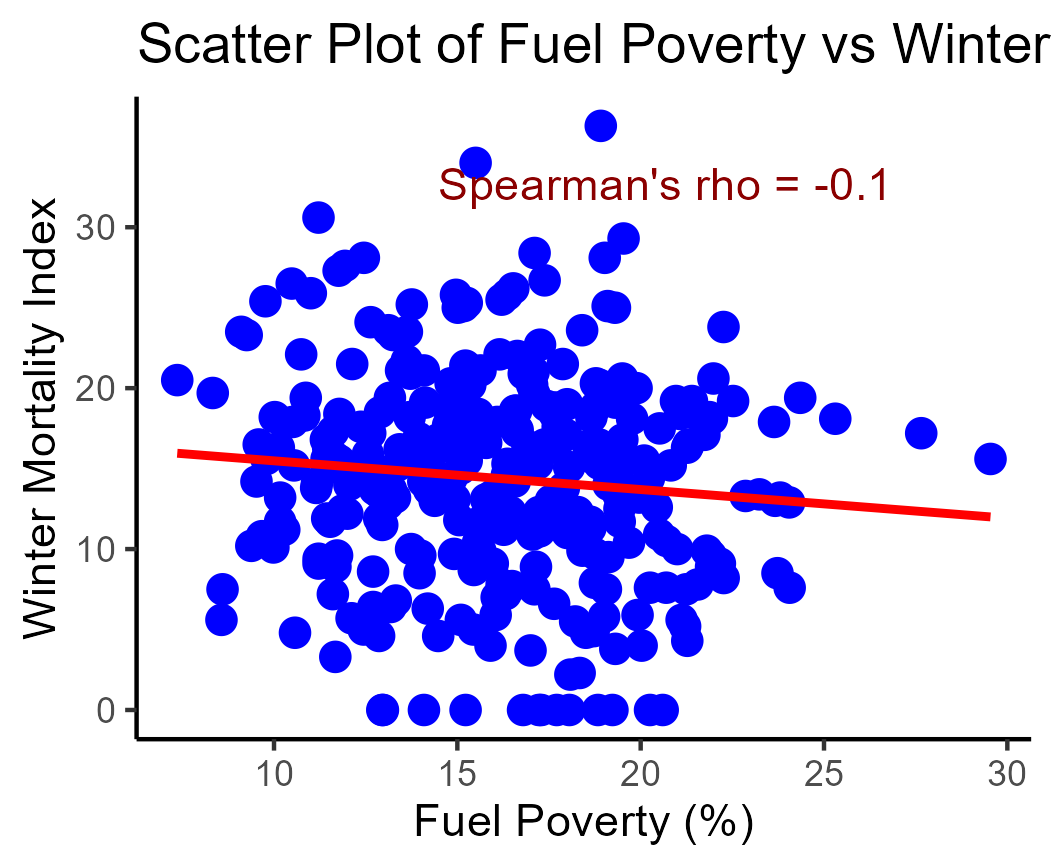 Scatter Plot of Fuel Poverty vs Winter
Spearman's rho = -0.1
Winter Mortality Index
30
20
10
0
10 15 20 25 30
Fuel Poverty (%)